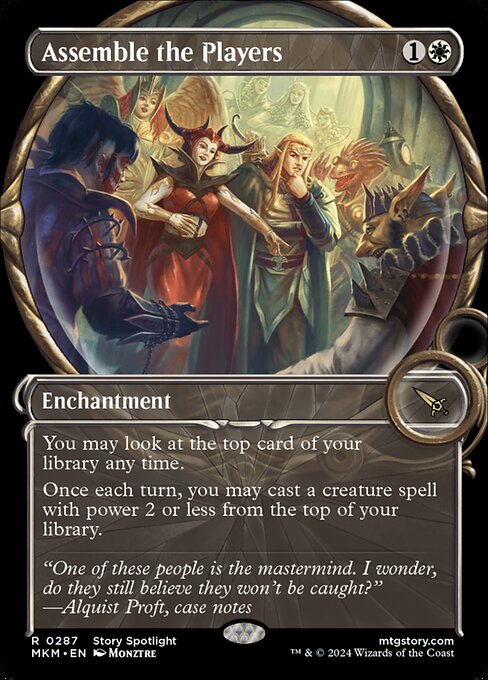 Assemble the Players 1
Enchantment
You may look at the top card of your
library any time.
Once each turn, you may cast a creature spell
with power 2 or less from the top of your
library.
“One of these people is the mastermind. I wonder,
do they still believe they won’t be caught?”
—Alquist Proft, case notes
R 0287 Story Spotlight mtgstory.com
MKM • EN Monztre ™ & © 2024 Wizards of the Coast